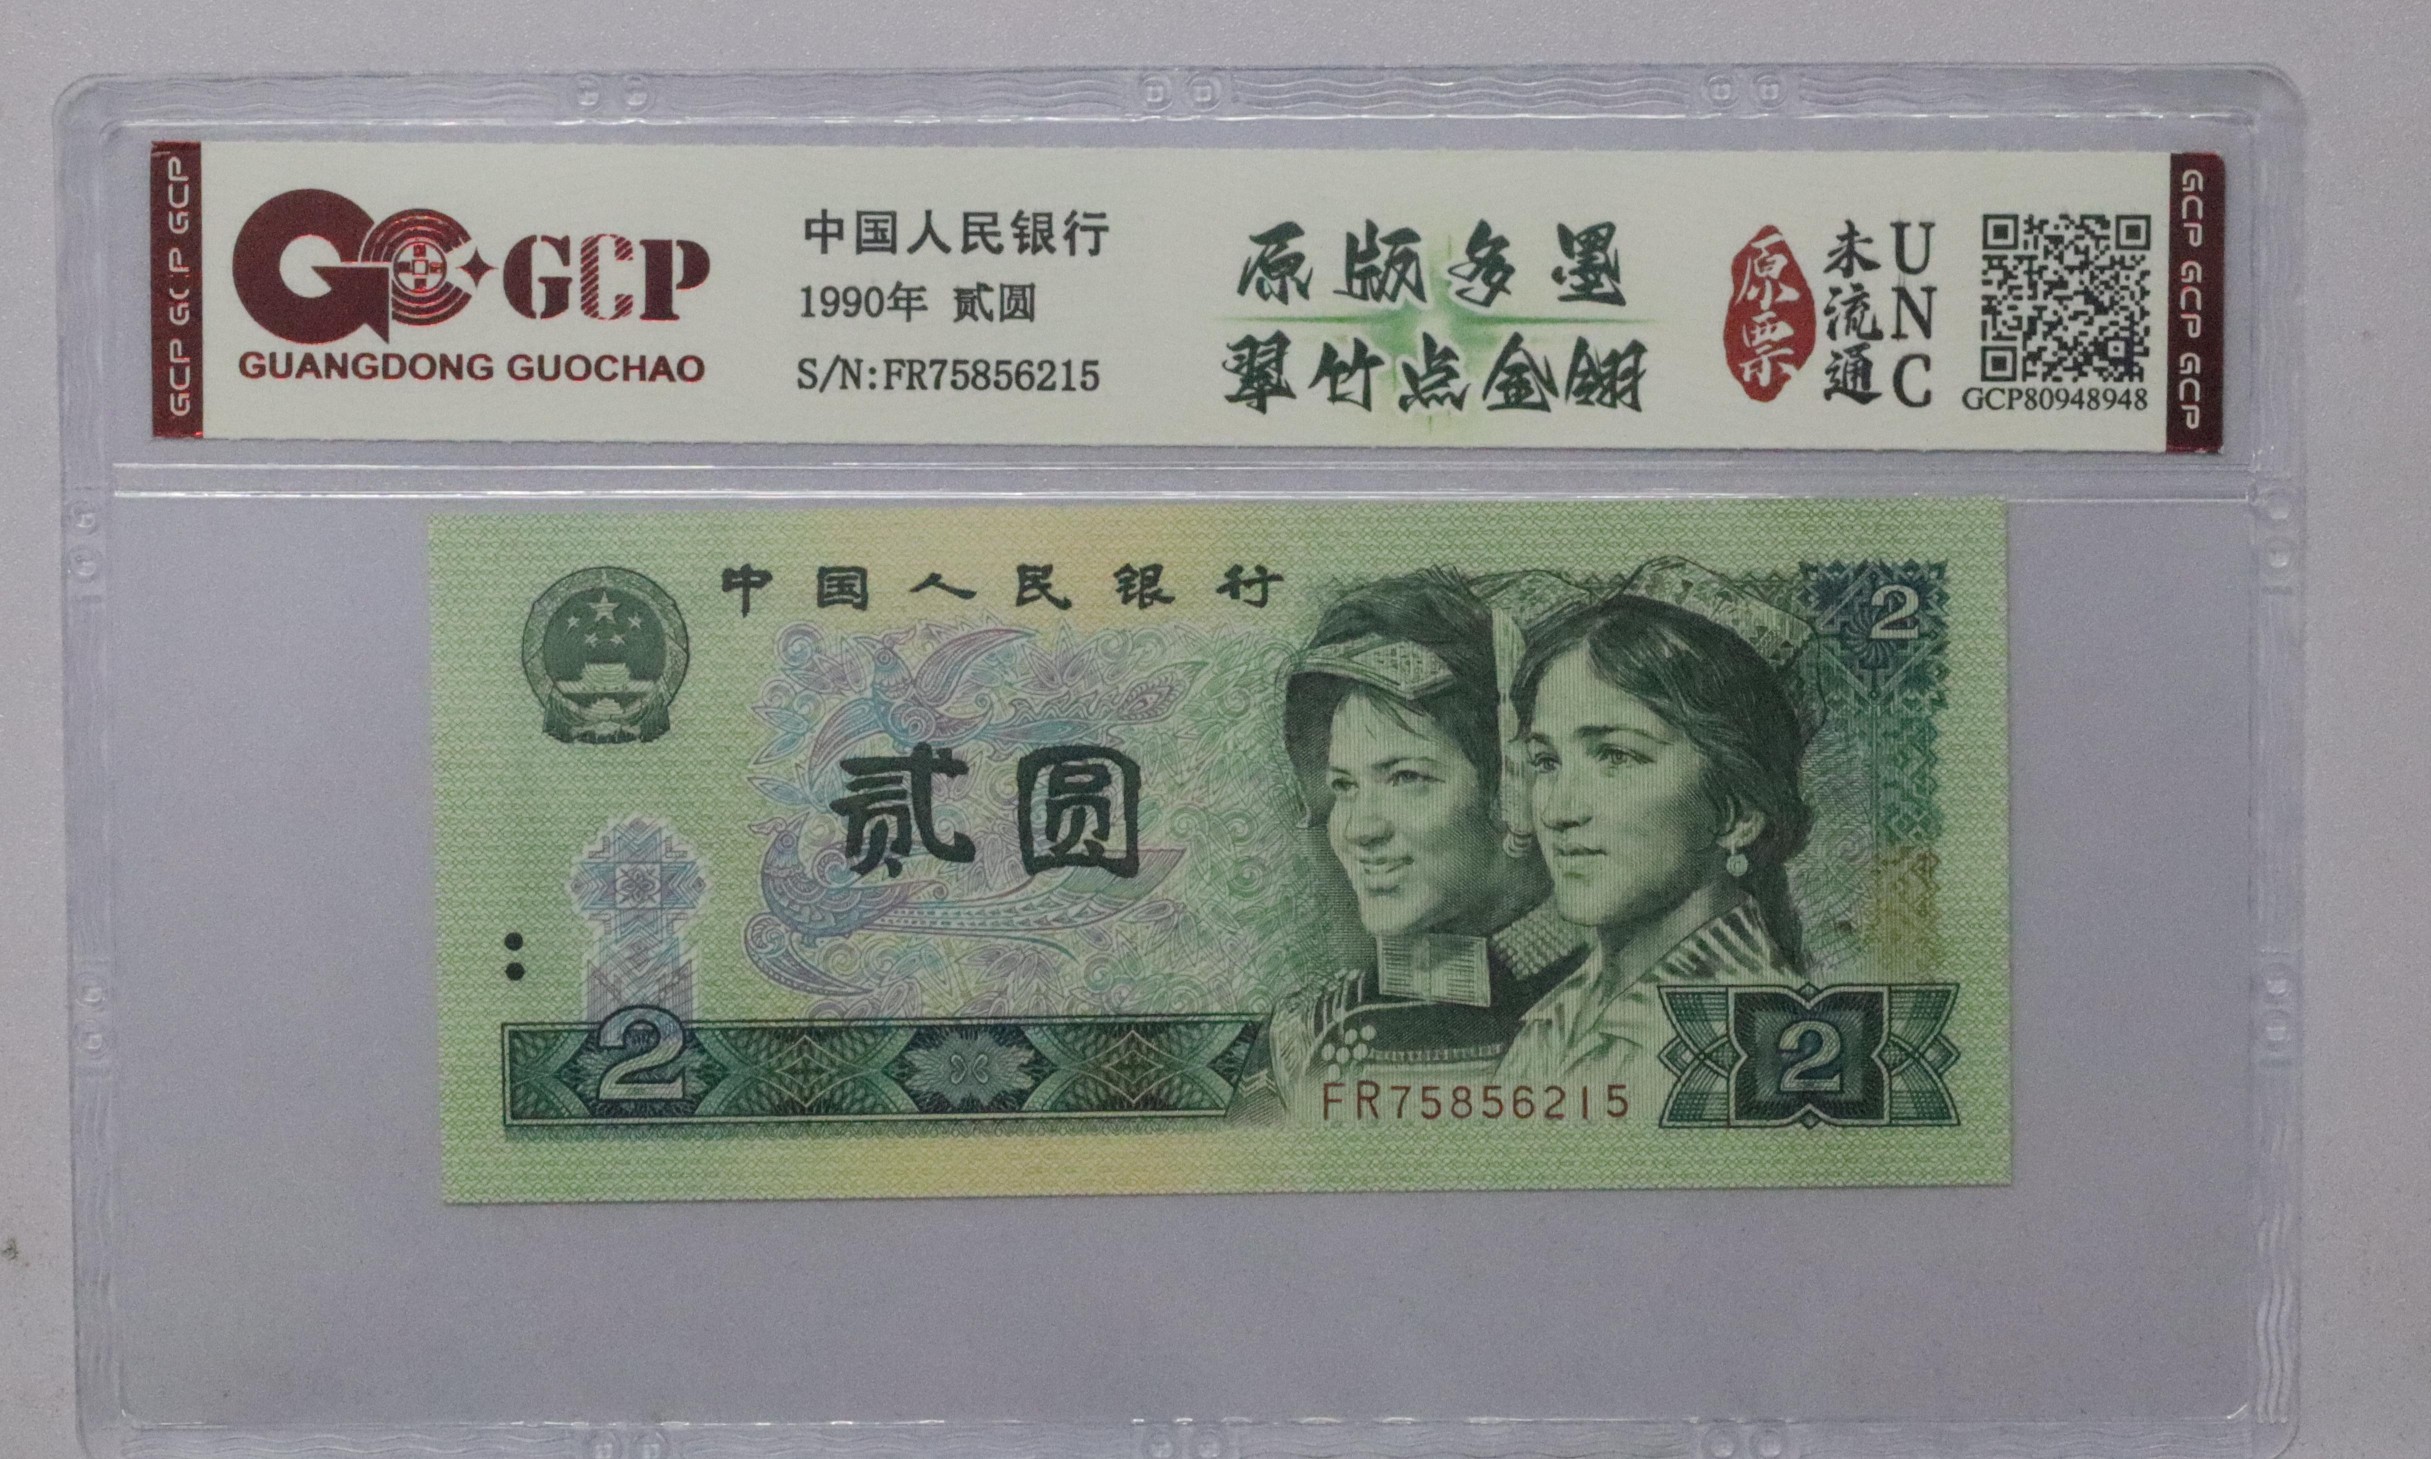 GCP GCP GCP
GCP
GUANGDONG GUOCHAO
中国人民银行
1990年 贰圆
S/N:FR75856215
原版多墨
翠竹点金翎
原票
未流通
UNC
GCP80948948
GCP GCP GCP
中国人民银行
2
贰圆
2
2
FR75856215